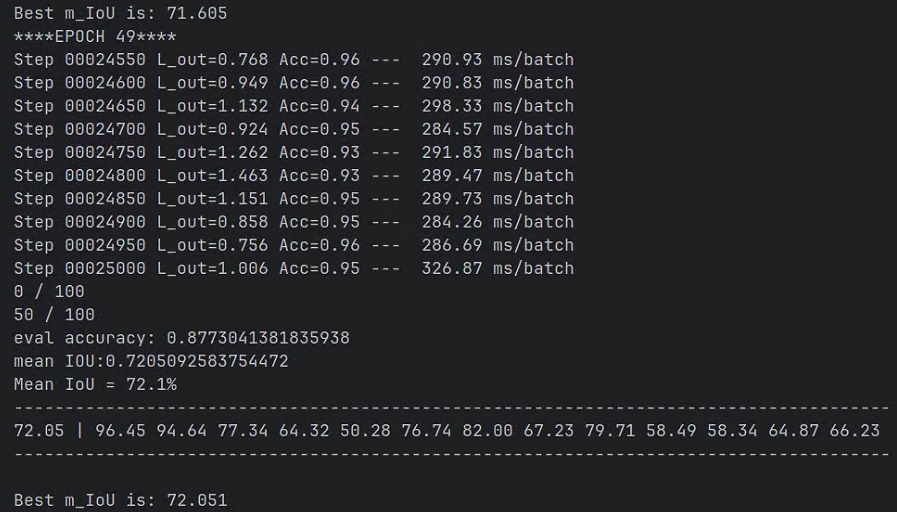 Best m_IoU is: 71.605
****EPOCH 49****
Step 00024550 L_out=0.768 Acc=0.96 ---  290.93 ms/batch
Step 00024600 L_out=0.949 Acc=0.96 ---  290.83 ms/batch
Step 00024650 L_out=1.132 Acc=0.94 ---  298.33 ms/batch
Step 00024700 L_out=0.924 Acc=0.95 ---  284.57 ms/batch
Step 00024750 L_out=1.262 Acc=0.93 ---  291.83 ms/batch
Step 00024800 L_out=1.463 Acc=0.93 ---  289.47 ms/batch
Step 00024850 L_out=1.151 Acc=0.95 ---  289.73 ms/batch
Step 00024900 L_out=0.858 Acc=0.95 ---  284.26 ms/batch
Step 00024950 L_out=0.756 Acc=0.96 ---  286.69 ms/batch
Step 00025000 L_out=1.006 Acc=0.95 ---  326.87 ms/batch
0 / 100
50 / 100
eval accuracy: 0.8773041381835938
mean IOU:0.7205092583754472
Mean IoU = 72.1%
--------------------------------------------------------------------------------------
72.05 | 96.45 94.64 77.34 64.32 50.28 76.74 82.00 67.23 79.71 58.49 58.34 64.87 66.23
--------------------------------------------------------------------------------------
Best m_IoU is: 72.051